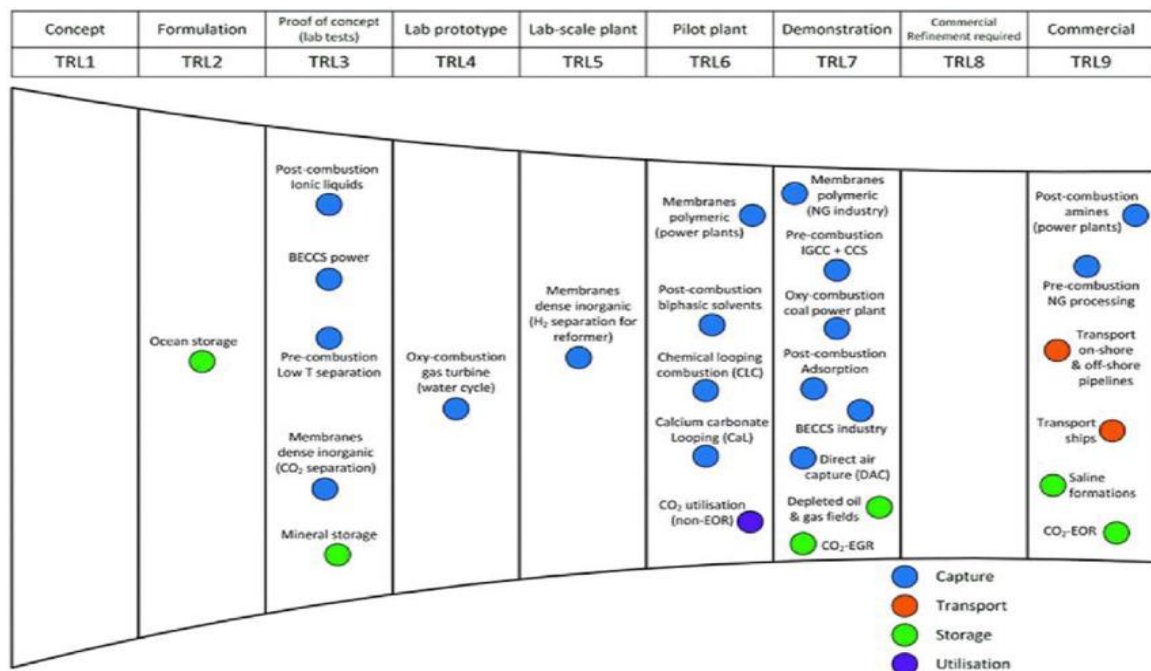 Concept
Formulation
Proof of concept
(lab tests)
Lab prototype
Lab-scale plant
Pilot plant
Demonstration
Commercial
Refinement required
Commercial
TRL1
TRL2
TRL3
TRL4
TRL5
TRL6
TRL7
TRL8
TRL9
Ocean storage
Post-combustion
Ionic liquids
BECCS power
Pre-combustion
Low T separation
Membranes
dense inorganic
(CO₂ separation)
Mineral storage
Oxy-combustion
gas turbine
(water cycle)
Membranes
dense inorganic
(H₂ separation for
reformer)
Membranes
polymeric
(power plants)
Post-combustion
biphasic solvents
Chemical looping
combustion (CLC)
Calcium carbonate
Looping (CaL)
CO₂ utilisation
(non-EOR)
Membranes
polymeric
(NG industry)
Pre-combustion
IGCC + CCS
Oxy-combustion
coal power plant
Post-combustion
Adsorption
BECCS industry
Direct air
capture (DAC)
Depleted oil
& gas fields
CO₂-EGR
Post-combustion
amines
(power plants)
Pre-combustion
NG processing
Transport
on-shore
& off-shore
pipelines
Transport
ships
Saline
formations
CO₂-EOR
Capture
Transport
Storage
Utilisation